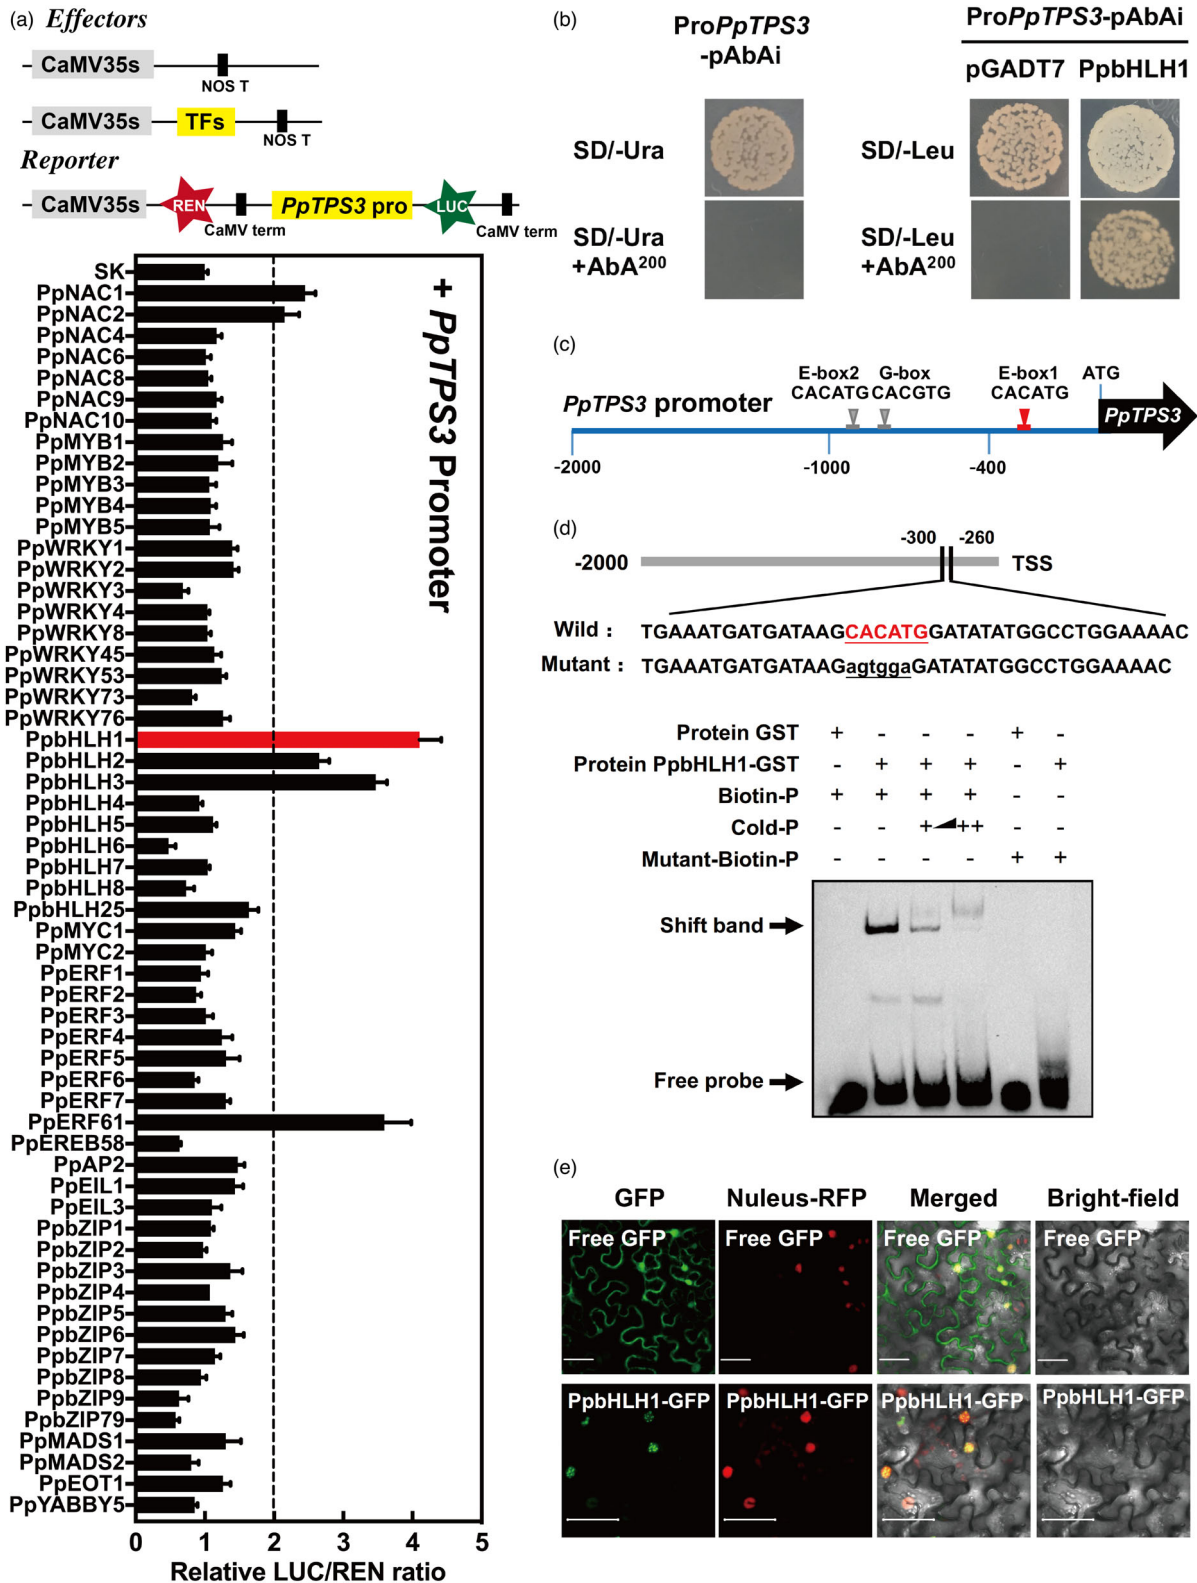 (a) Effectors
CaMV35s
NOS T
CaMV35s TFs
NOS T
Reporter
CaMV35s REN PpTPS3 pro LUC
CaMV term CaMV term
SK
PpNAC1
PpNAC2
PpNAC4
PpNAC6
PpNAC8
PpNAC9
PpNAC10
PpMYB1
PpMYB2
PpMYB3
PpMYB4
PpMYB5
PpWRKY1
PpWRKY2
PpWRKY3
PpWRKY4
PpWRKY8
PpWRKY45
PpWRKY53
PpWRKY73
PpWRKY76
PpbHLH1
PpbHLH2
PpbHLH3
PpbHLH4
PpbHLH5
PpbHLH6
PpbHLH7
PpbHLH8
PpbHLH25
PpMYC1
PpMYC2
PpERF1
PpERF2
PpERF3
PpERF4
PpERF5
PpERF6
PpERF7
PpERF61
PpEREB58
PpAP2
PpEIL1
PpEIL3
PpbZIP1
PpbZIP2
PpbZIP3
PpbZIP4
PpbZIP5
PpbZIP6
PpbZIP7
PpbZIP8
PpbZIP9
PpbZIP79
PpMADS1
PpMADS2
PpEOT1
PpYABBY5
+ PpTPS3 Promoter
0 1 2 3 4 5
Relative LUC/REN ratio
(b)
ProPpTPS3
-pAbAi
ProPpTPS3-pAbAi
pGADT7 PpbHLH1
SD/-Ura
SD/-Leu
SD/-Ura
+AbA200
SD/-Leu
+AbA200
(c)
E-box2 G-box E-box1 ATG
CACATG CACGTG CACATG
PpTPS3 promoter
PpTPS3
-2000 -1000 -400
(d)
-300 -260
-2000 TSS
Wild : TGAAATGATGATAAGCACATGGATATATGGCCTGGAAAAC
Mutant : TGAAATGATGATAAGagtggaGATATATGGCCTGGAAAAC
Protein GST + - - - + -
Protein PpbHLH1-GST - + + + - +
Biotin-P + + + + - -
Cold-P - - + ++ - -
Mutant-Biotin-P - - - - + +
Shift band
Free probe
(e)
GFP Nuleus-RFP Merged Bright-field
Free GFP Free GFP Free GFP Free GFP
PpbHLH1-GFP PpbHLH1-GFP PpbHLH1-GFP PpbHLH1-GFP